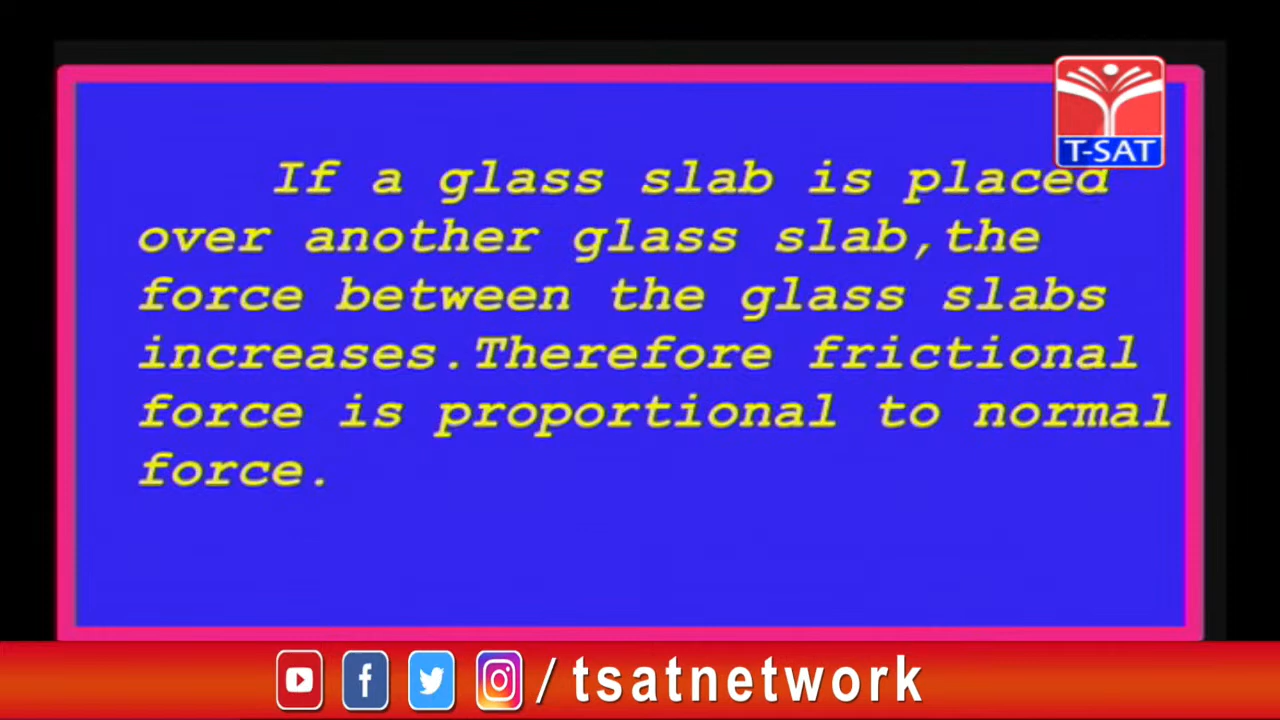 If a glass slab is placed
over another glass slab,the
force between the glass slabs
increases.Therefore frictional
force is proportional to normal
force.
T-SAT
/tsatnetwork